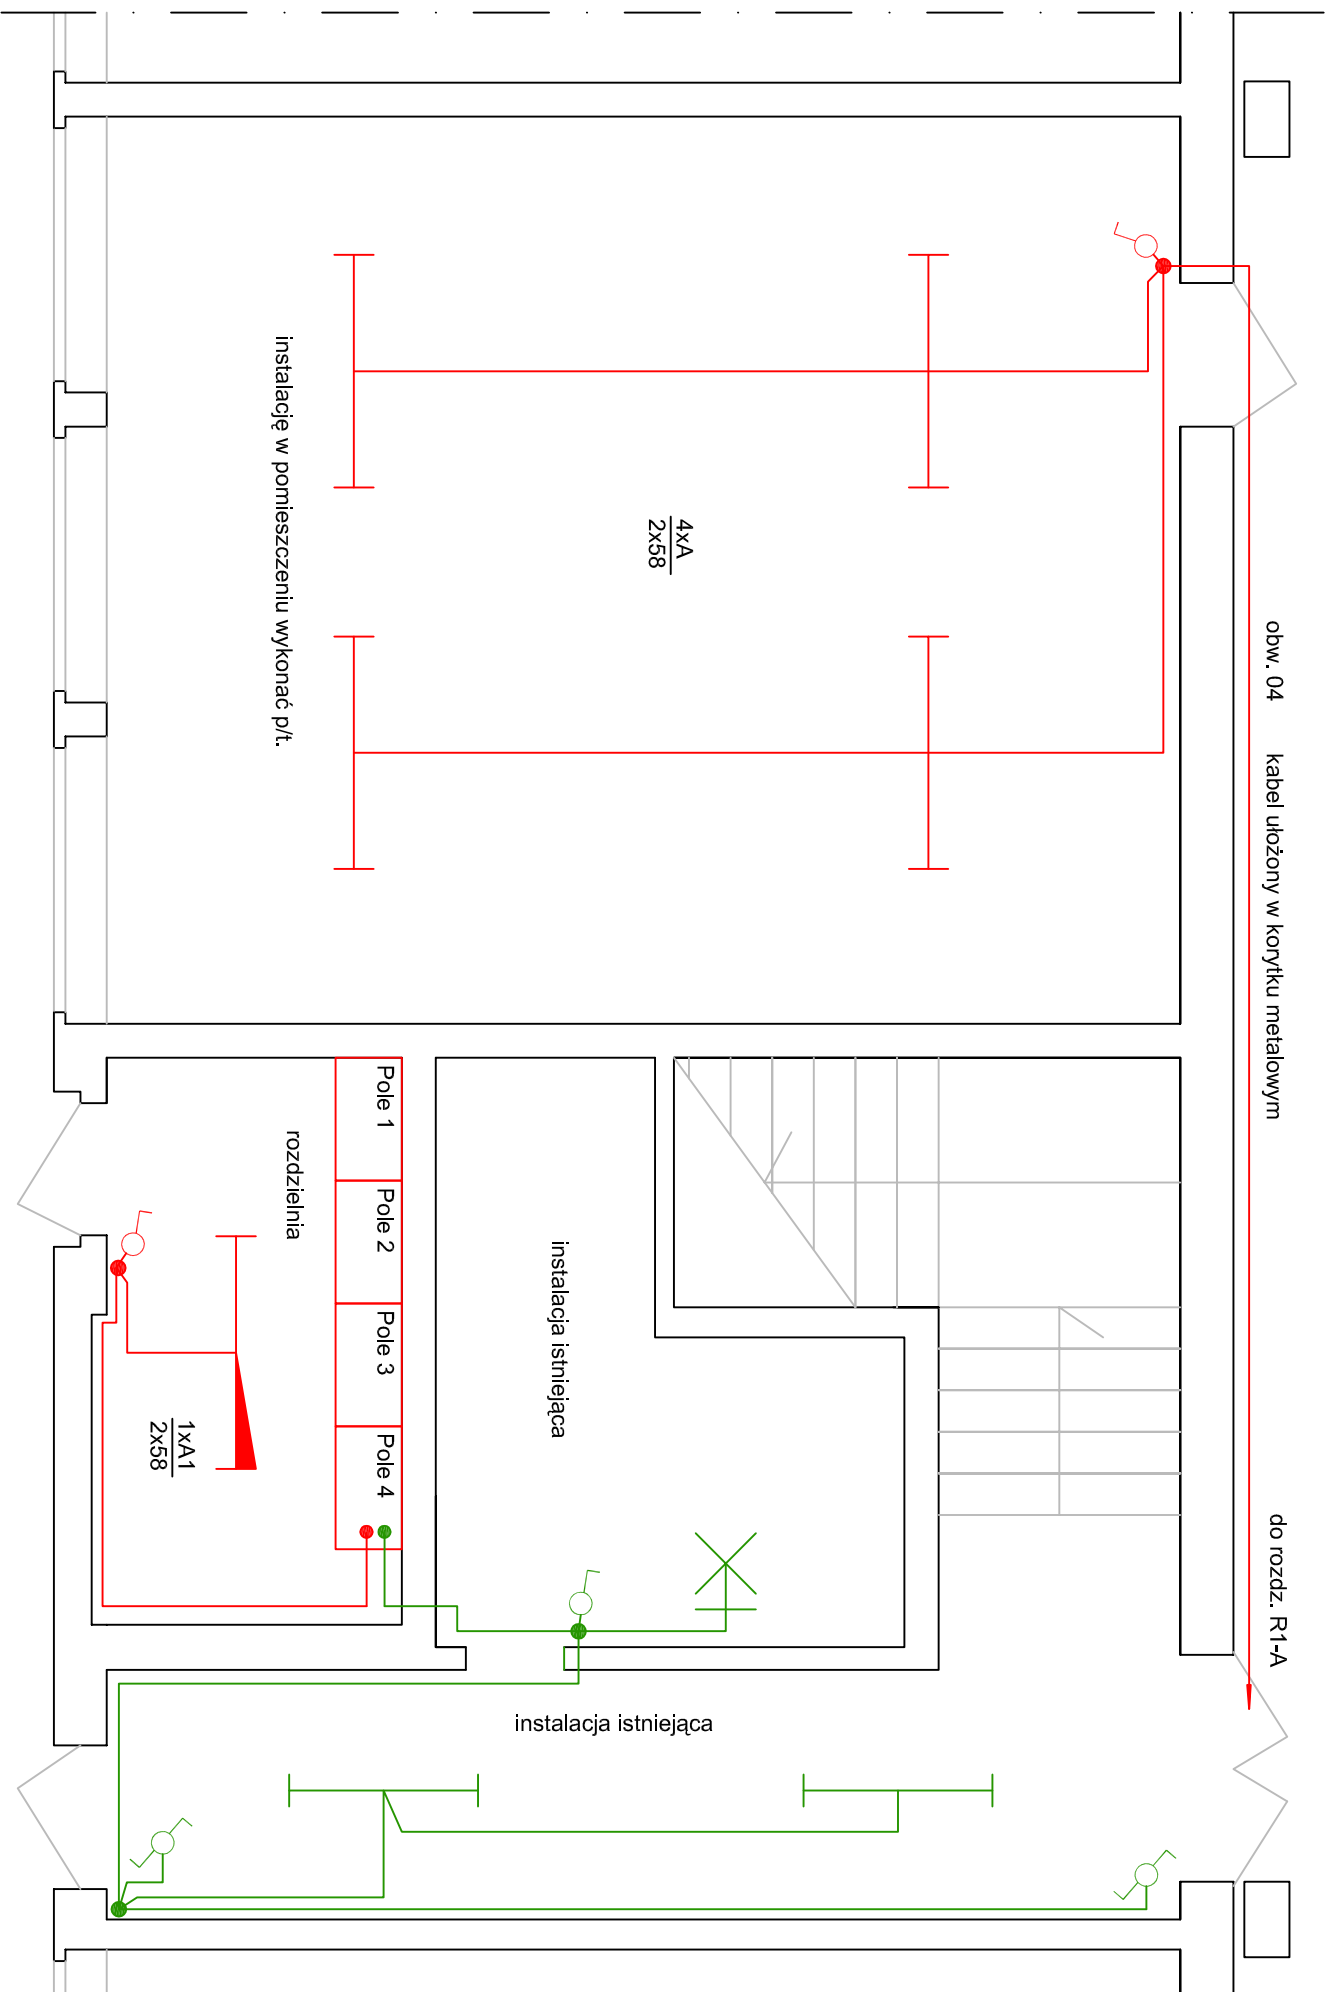 obw. 04
kabel ułożony w korytku metalowym
do rozdz. R1-A
4xA
2x58
instalację w pomieszczeniu wykonać p/t.
Pole 1
Pole 2
Pole 3
Pole 4
rozdzielnia
instalacja istniejąca
1xA1
2x58
instalacja istniejąca